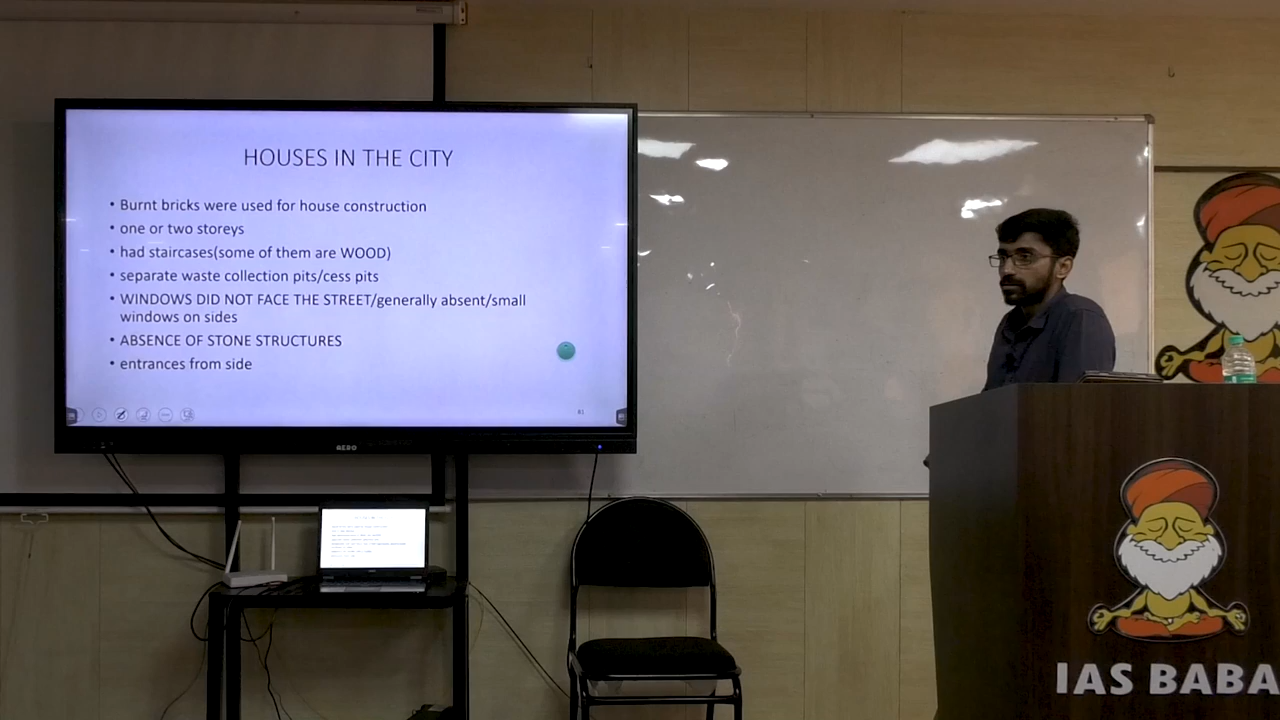 HOUSES IN THE CITY
• Burnt bricks were used for house construction
• one or two storeys
• had staircases(some of them are WOOD)
• separate waste collection pits/cess pits
• WINDOWS DID NOT FACE THE STREET/generally absent/small
windows on sides
• ABSENCE OF STONE STRUCTURES
• entrances from side
81
IAS BABA